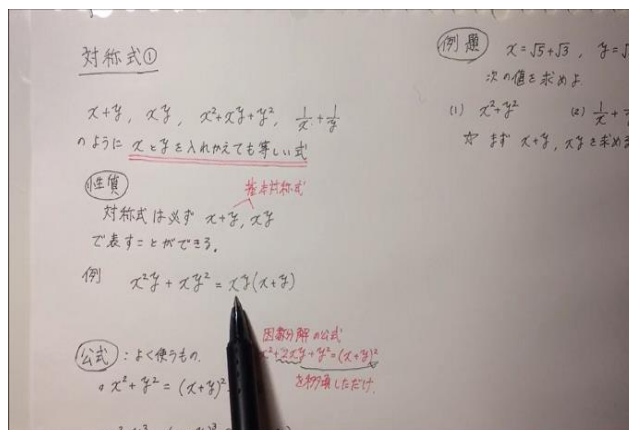 対称式①
x+y, xy, x²+xy+y², 1/x+1/y
のように xとyを入れかえても等しい式
性質
基本対称式
対称式は必ず x+y, xy
で表すことができる。
例 x²y + xy² = xy(x+y)
公式 : よく使うもの.
因数分解の公式
x²+2xy+y²=(x+y)²
を移項しただけ.
x²+y² = (x+y)²
例題 x=√5+√3, y=√
次の値を求めよ
(1) x²+y² (2) 1/x +
☆ まず x+y, xyを求め